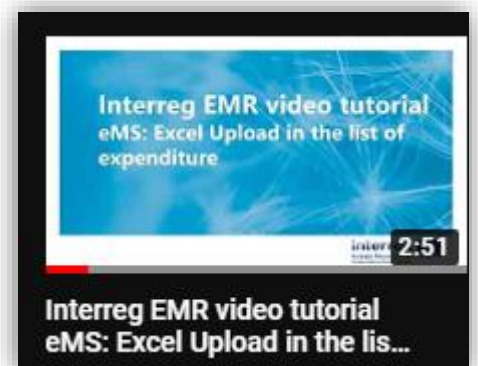 Interreg EMR video tutorial
eMS: Excel Upload in the list of
expenditure
2:51
Interreg EMR video tutorial
eMS: Excel Upload in the lis...